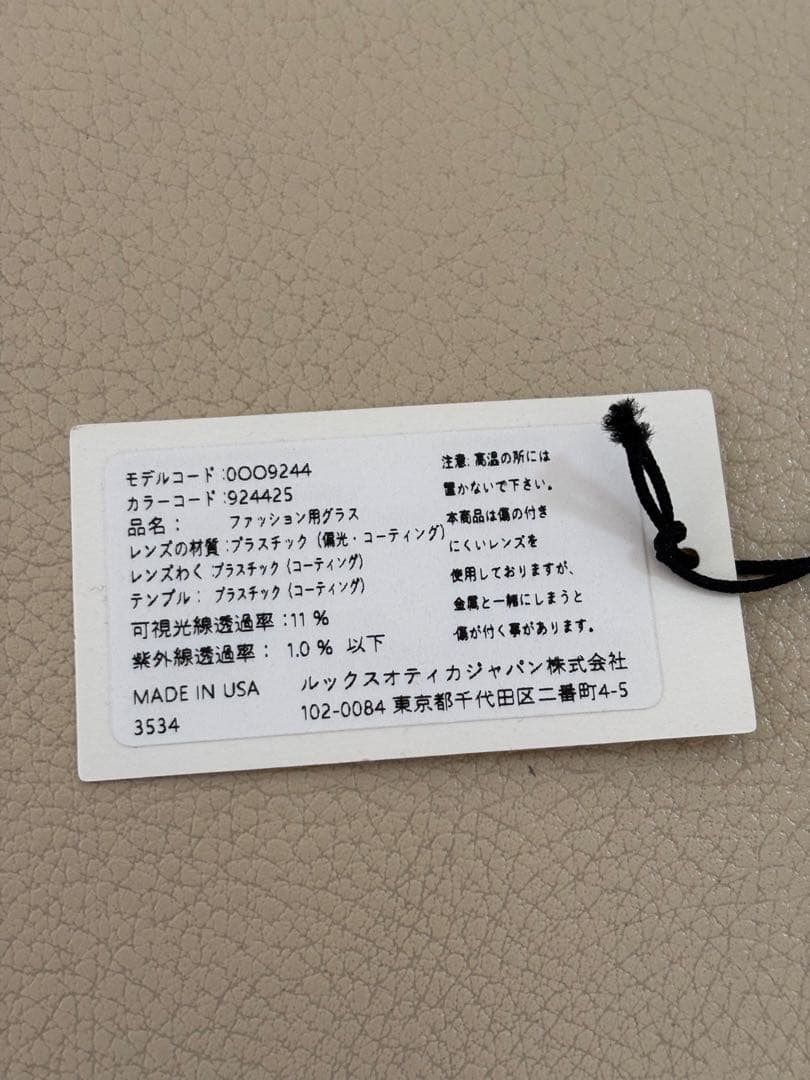 モデルコード :0OO9244
カラーコード :924425
品名： ファッション用グラス
レンズの材質 :プラスチック（偏光・コーティング）
レンズわく :プラスチック（コーティング）
テンプル： プラスチック（コーティング）
可視光線透過率 :11 %
紫外線透過率： 1.0 % 以下
MADE IN USA
3534
注意: 高温の所には
置かないで下さい。
本商品は傷の付き
にくいレンズを
使用しておりますが、
金属と一緒にしまうと
傷が付く事があります。
ルックスオティカジャパン株式会社
102-0084 東京都千代田区二番町4-5